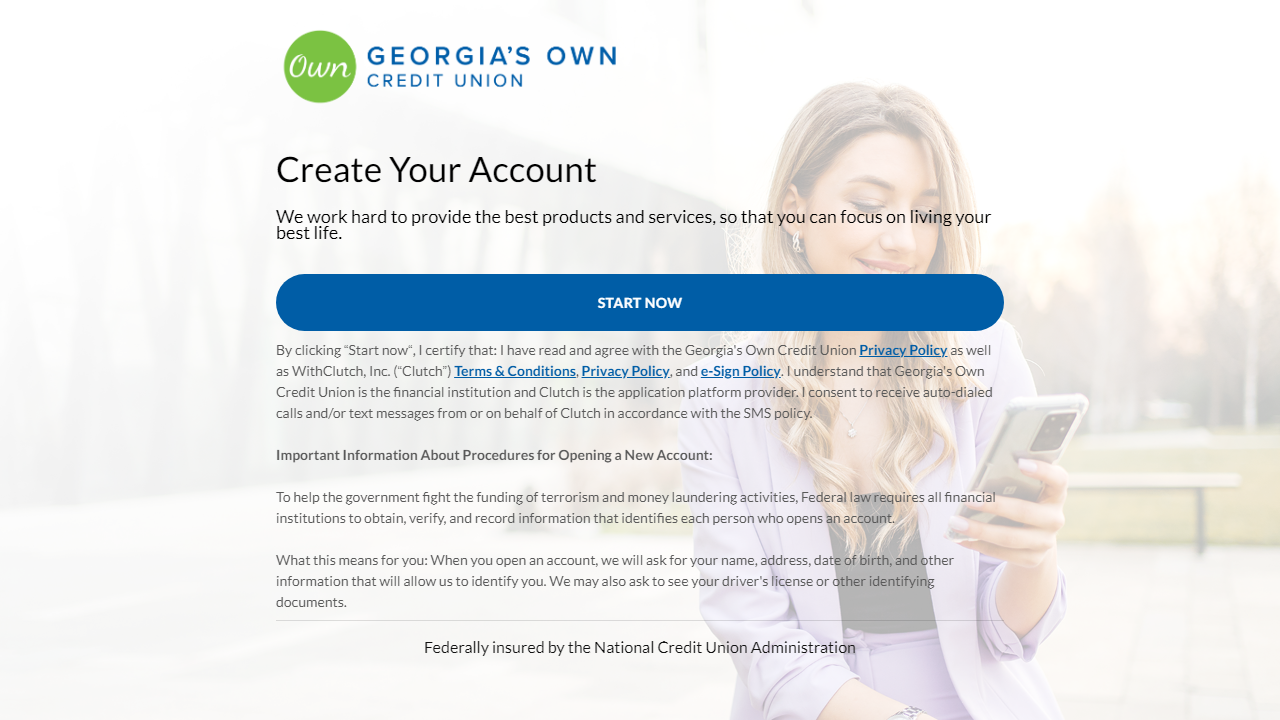 Own
GEORGIA'S OWN
CREDIT UNION
Create Your Account
We work hard to provide the best products and services, so that you can focus on living your
best life.
START NOW
By clicking “Start now“, I certify that: I have read and agree with the Georgia's Own Credit Union Privacy Policy as well
as WithClutch, Inc. (“Clutch”) Terms & Conditions, Privacy Policy, and e-Sign Policy. I understand that Georgia's Own
Credit Union is the financial institution and Clutch is the application platform provider. I consent to receive auto-dialed
calls and/or text messages from or on behalf of Clutch in accordance with the SMS policy.
Important Information About Procedures for Opening a New Account:
To help the government fight the funding of terrorism and money laundering activities, Federal law requires all financial
institutions to obtain, verify, and record information that identifies each person who opens an account.
What this means for you: When you open an account, we will ask for your name, address, date of birth, and other
information that will allow us to identify you. We may also ask to see your driver's license or other identifying
documents.
Federally insured by the National Credit Union Administration